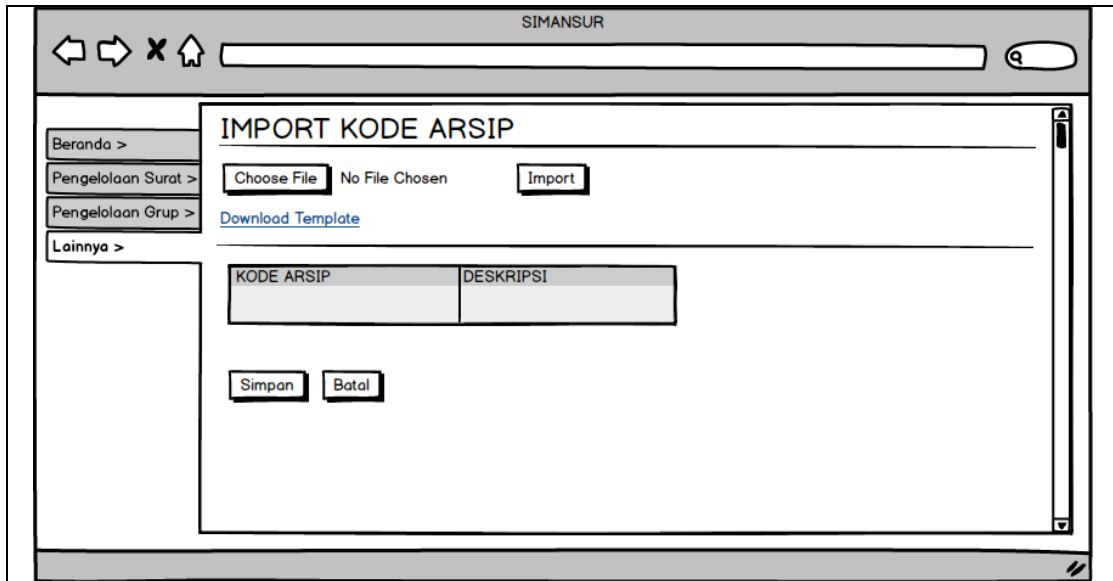 SIMANSUR
Beranda >
Pengelolaan Surat >
Pengelolaan Grup >
Lainnya >
IMPORT KODE ARSIP
Choose File No File Chosen Import
Download Template
KODE ARSIP DESKRIPSI
Simpan Batal